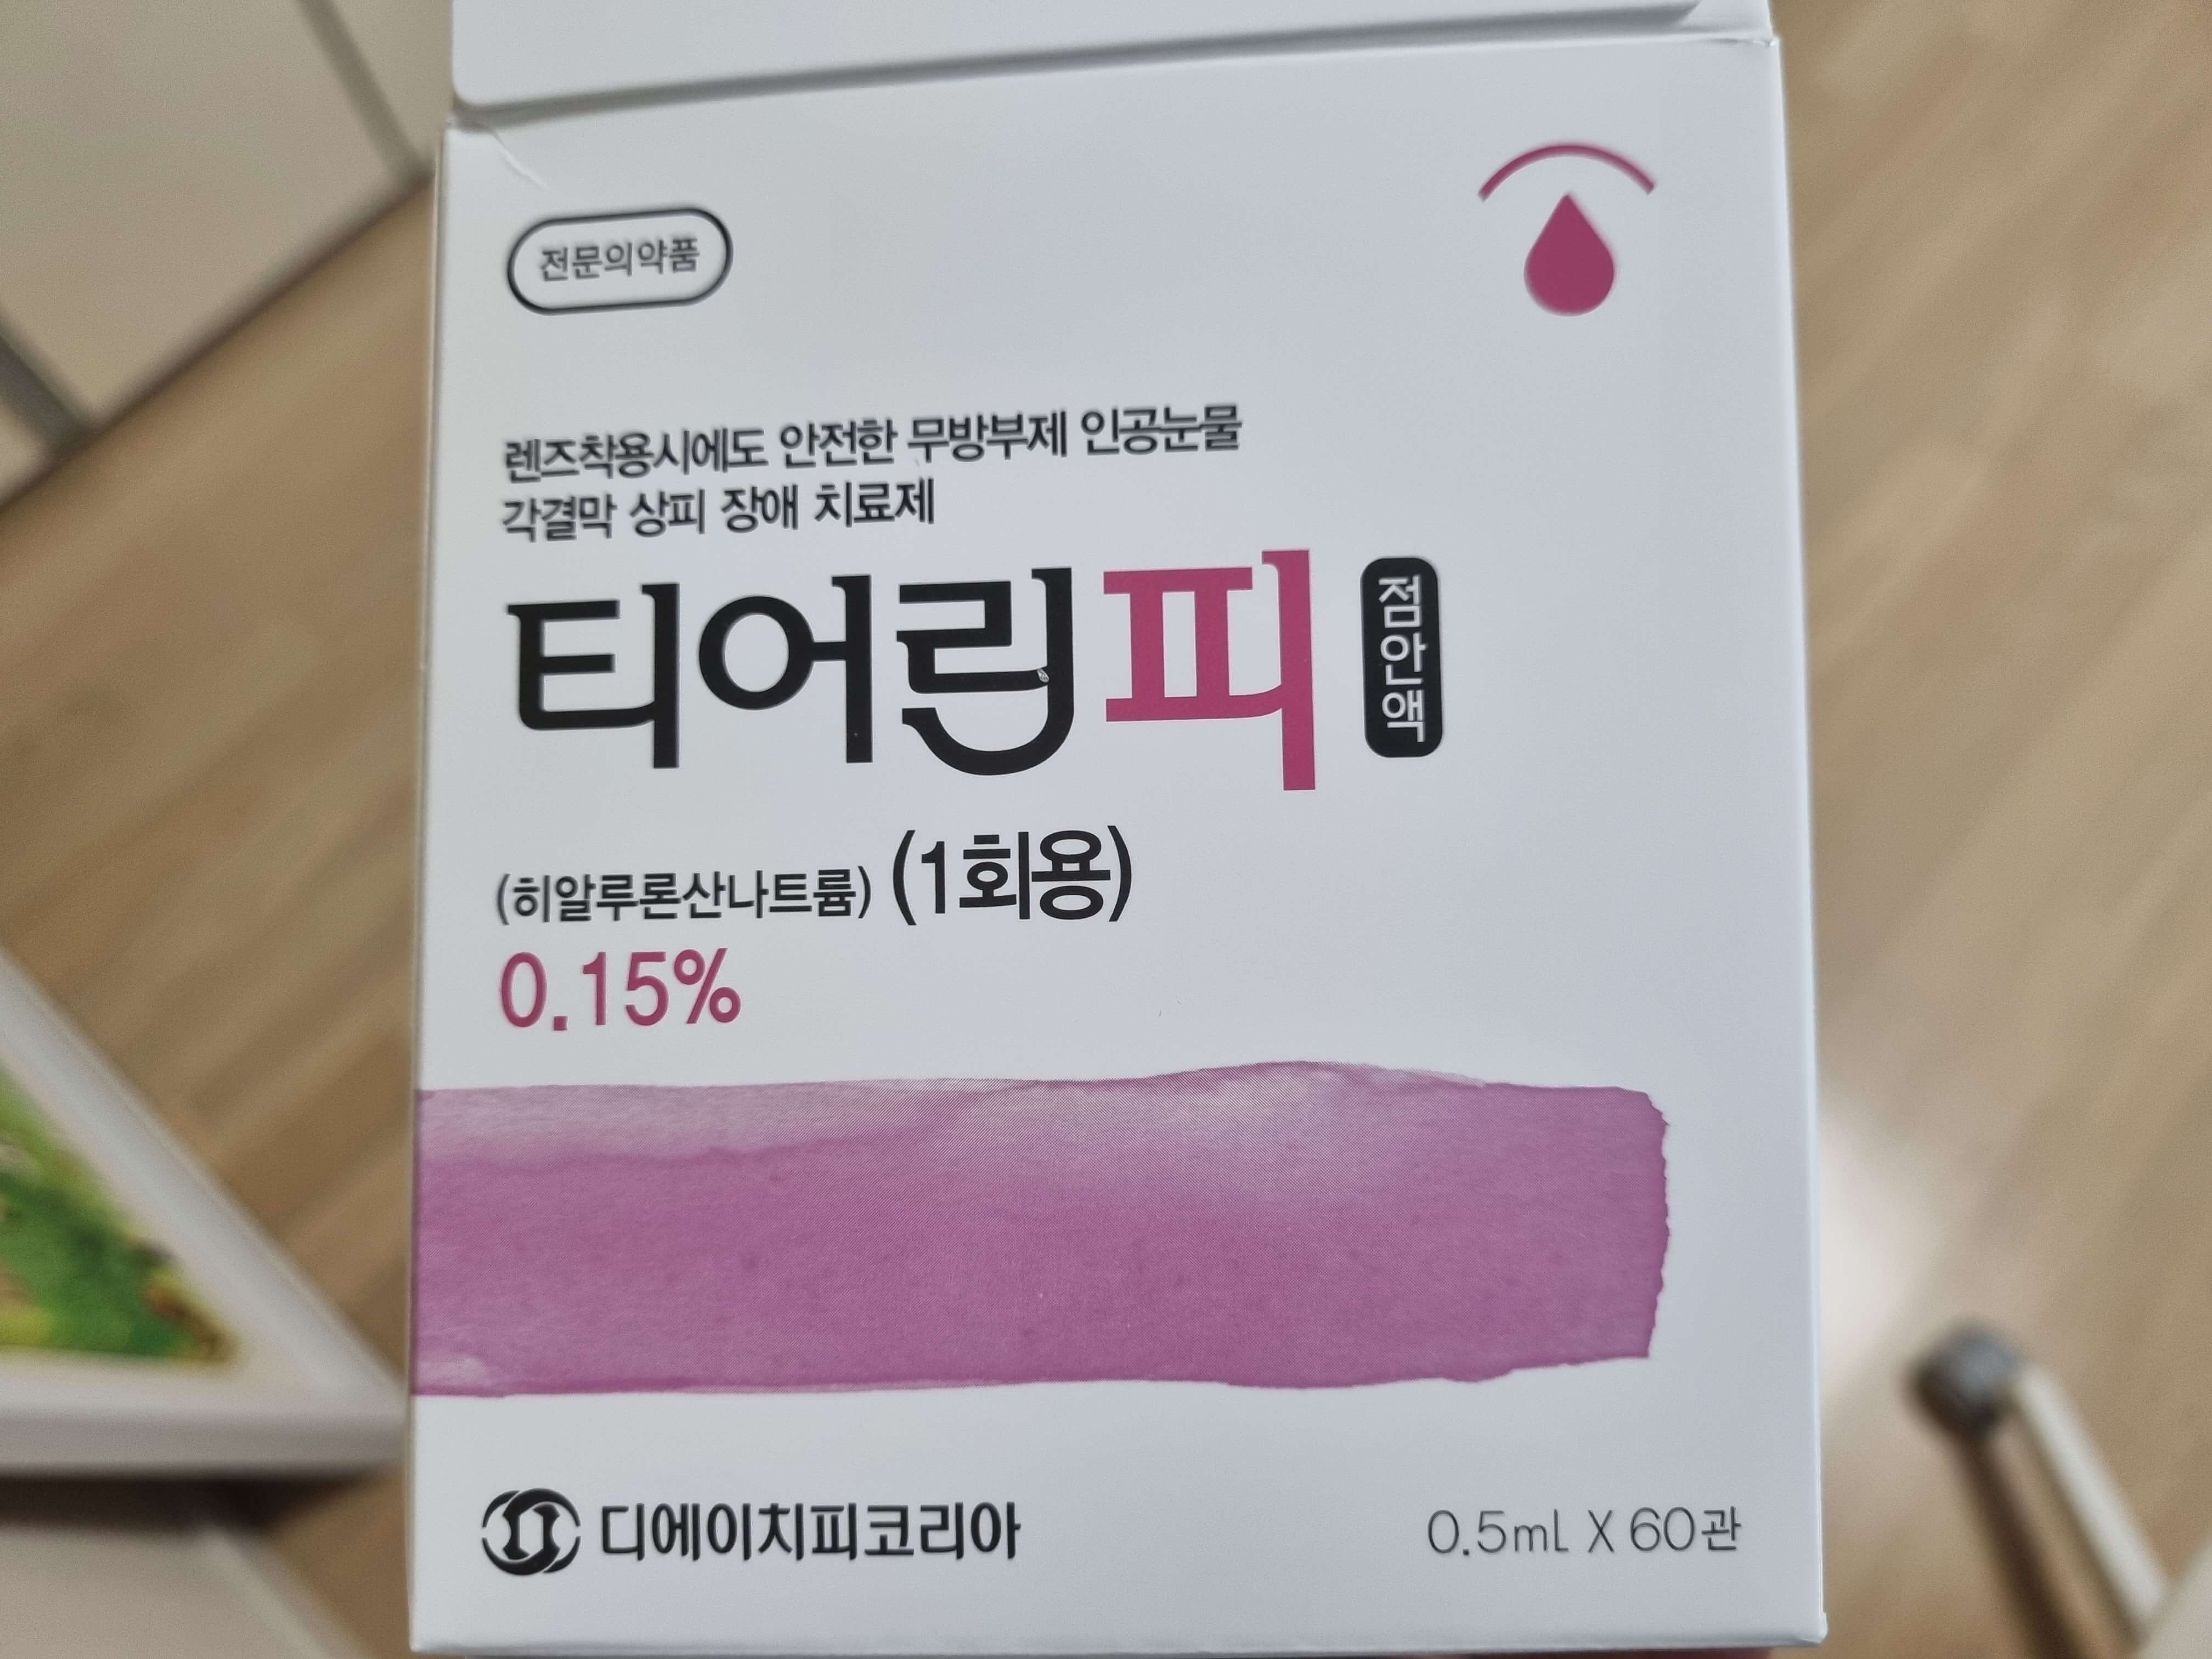 전문의약품
렌즈착용시에도 안전한 무방부제 인공눈물
각결막 상피 장애 치료제
티어린피 점안액
(히알루론산나트륨) (1회용)
0.15%
디에이치피코리아
0.5mL X 60관